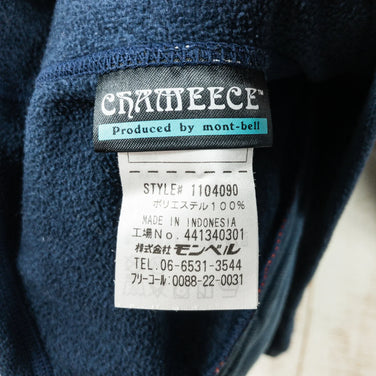 CHAMEECE™
Produced by mont-bell
STYLE# 1104090
ポリエステル100%
MADE IN INDONESIA
工場No. 441340301
株式会社モンベル
TEL.06-6531-3544
フリーコール:0088-22-0031